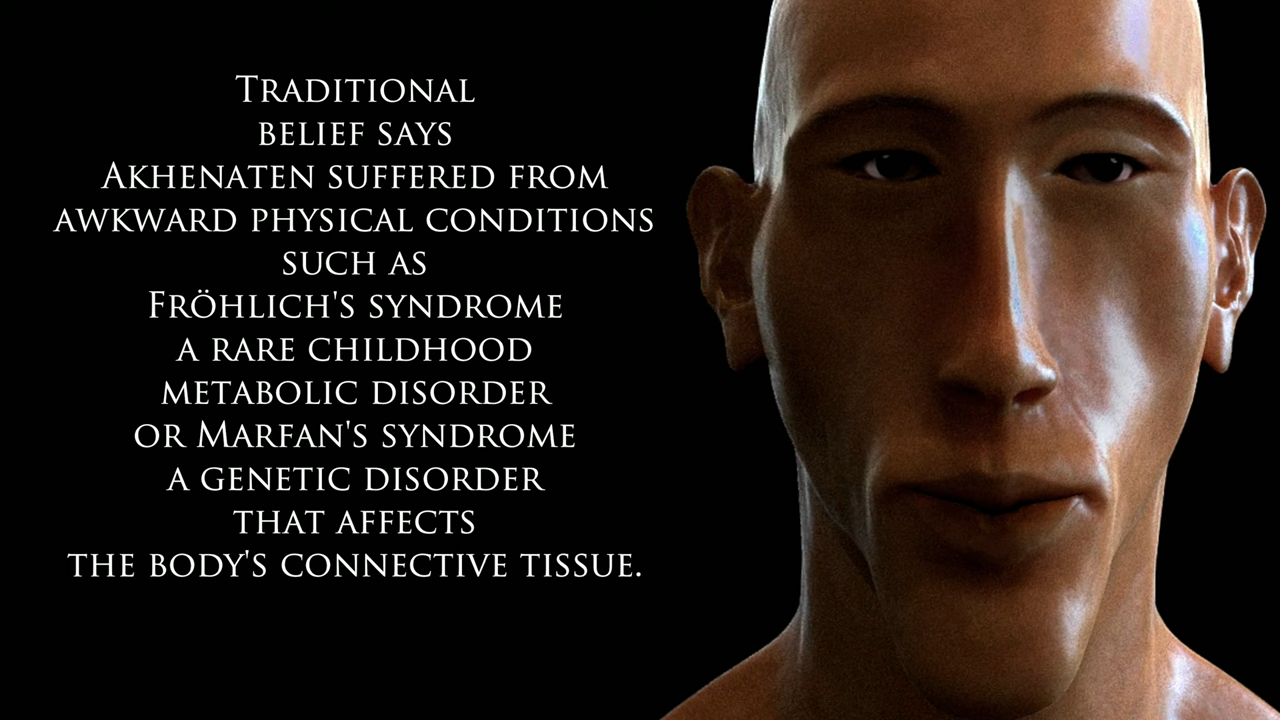 Traditional
belief says
Akhenaten suffered from
awkward physical conditions
such as
Fröhlich's syndrome
a rare childhood
metabolic disorder
or Marfan's syndrome
a genetic disorder
that affects
the body's connective tissue.